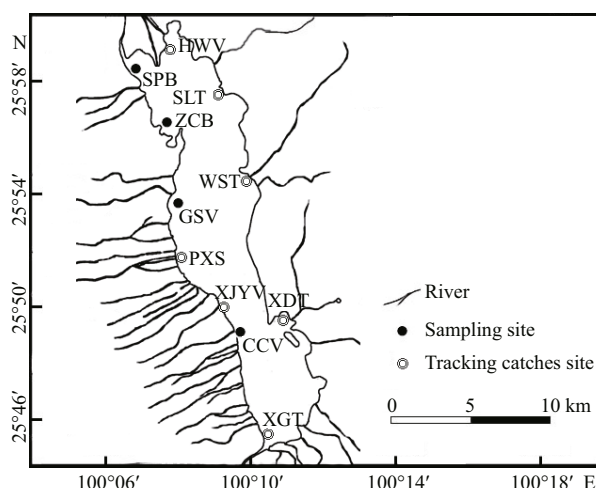 N
HWV
25°58′
SPB
SLT
ZCB
WST
25°54′
GSV
PXS
River
XJYV
XDT
25°50′
Sampling site
CCV
Tracking catches site
0 5 10 km
XGT
25°46′
100°06′ 100°10′ 100°14′ 100°18′ E